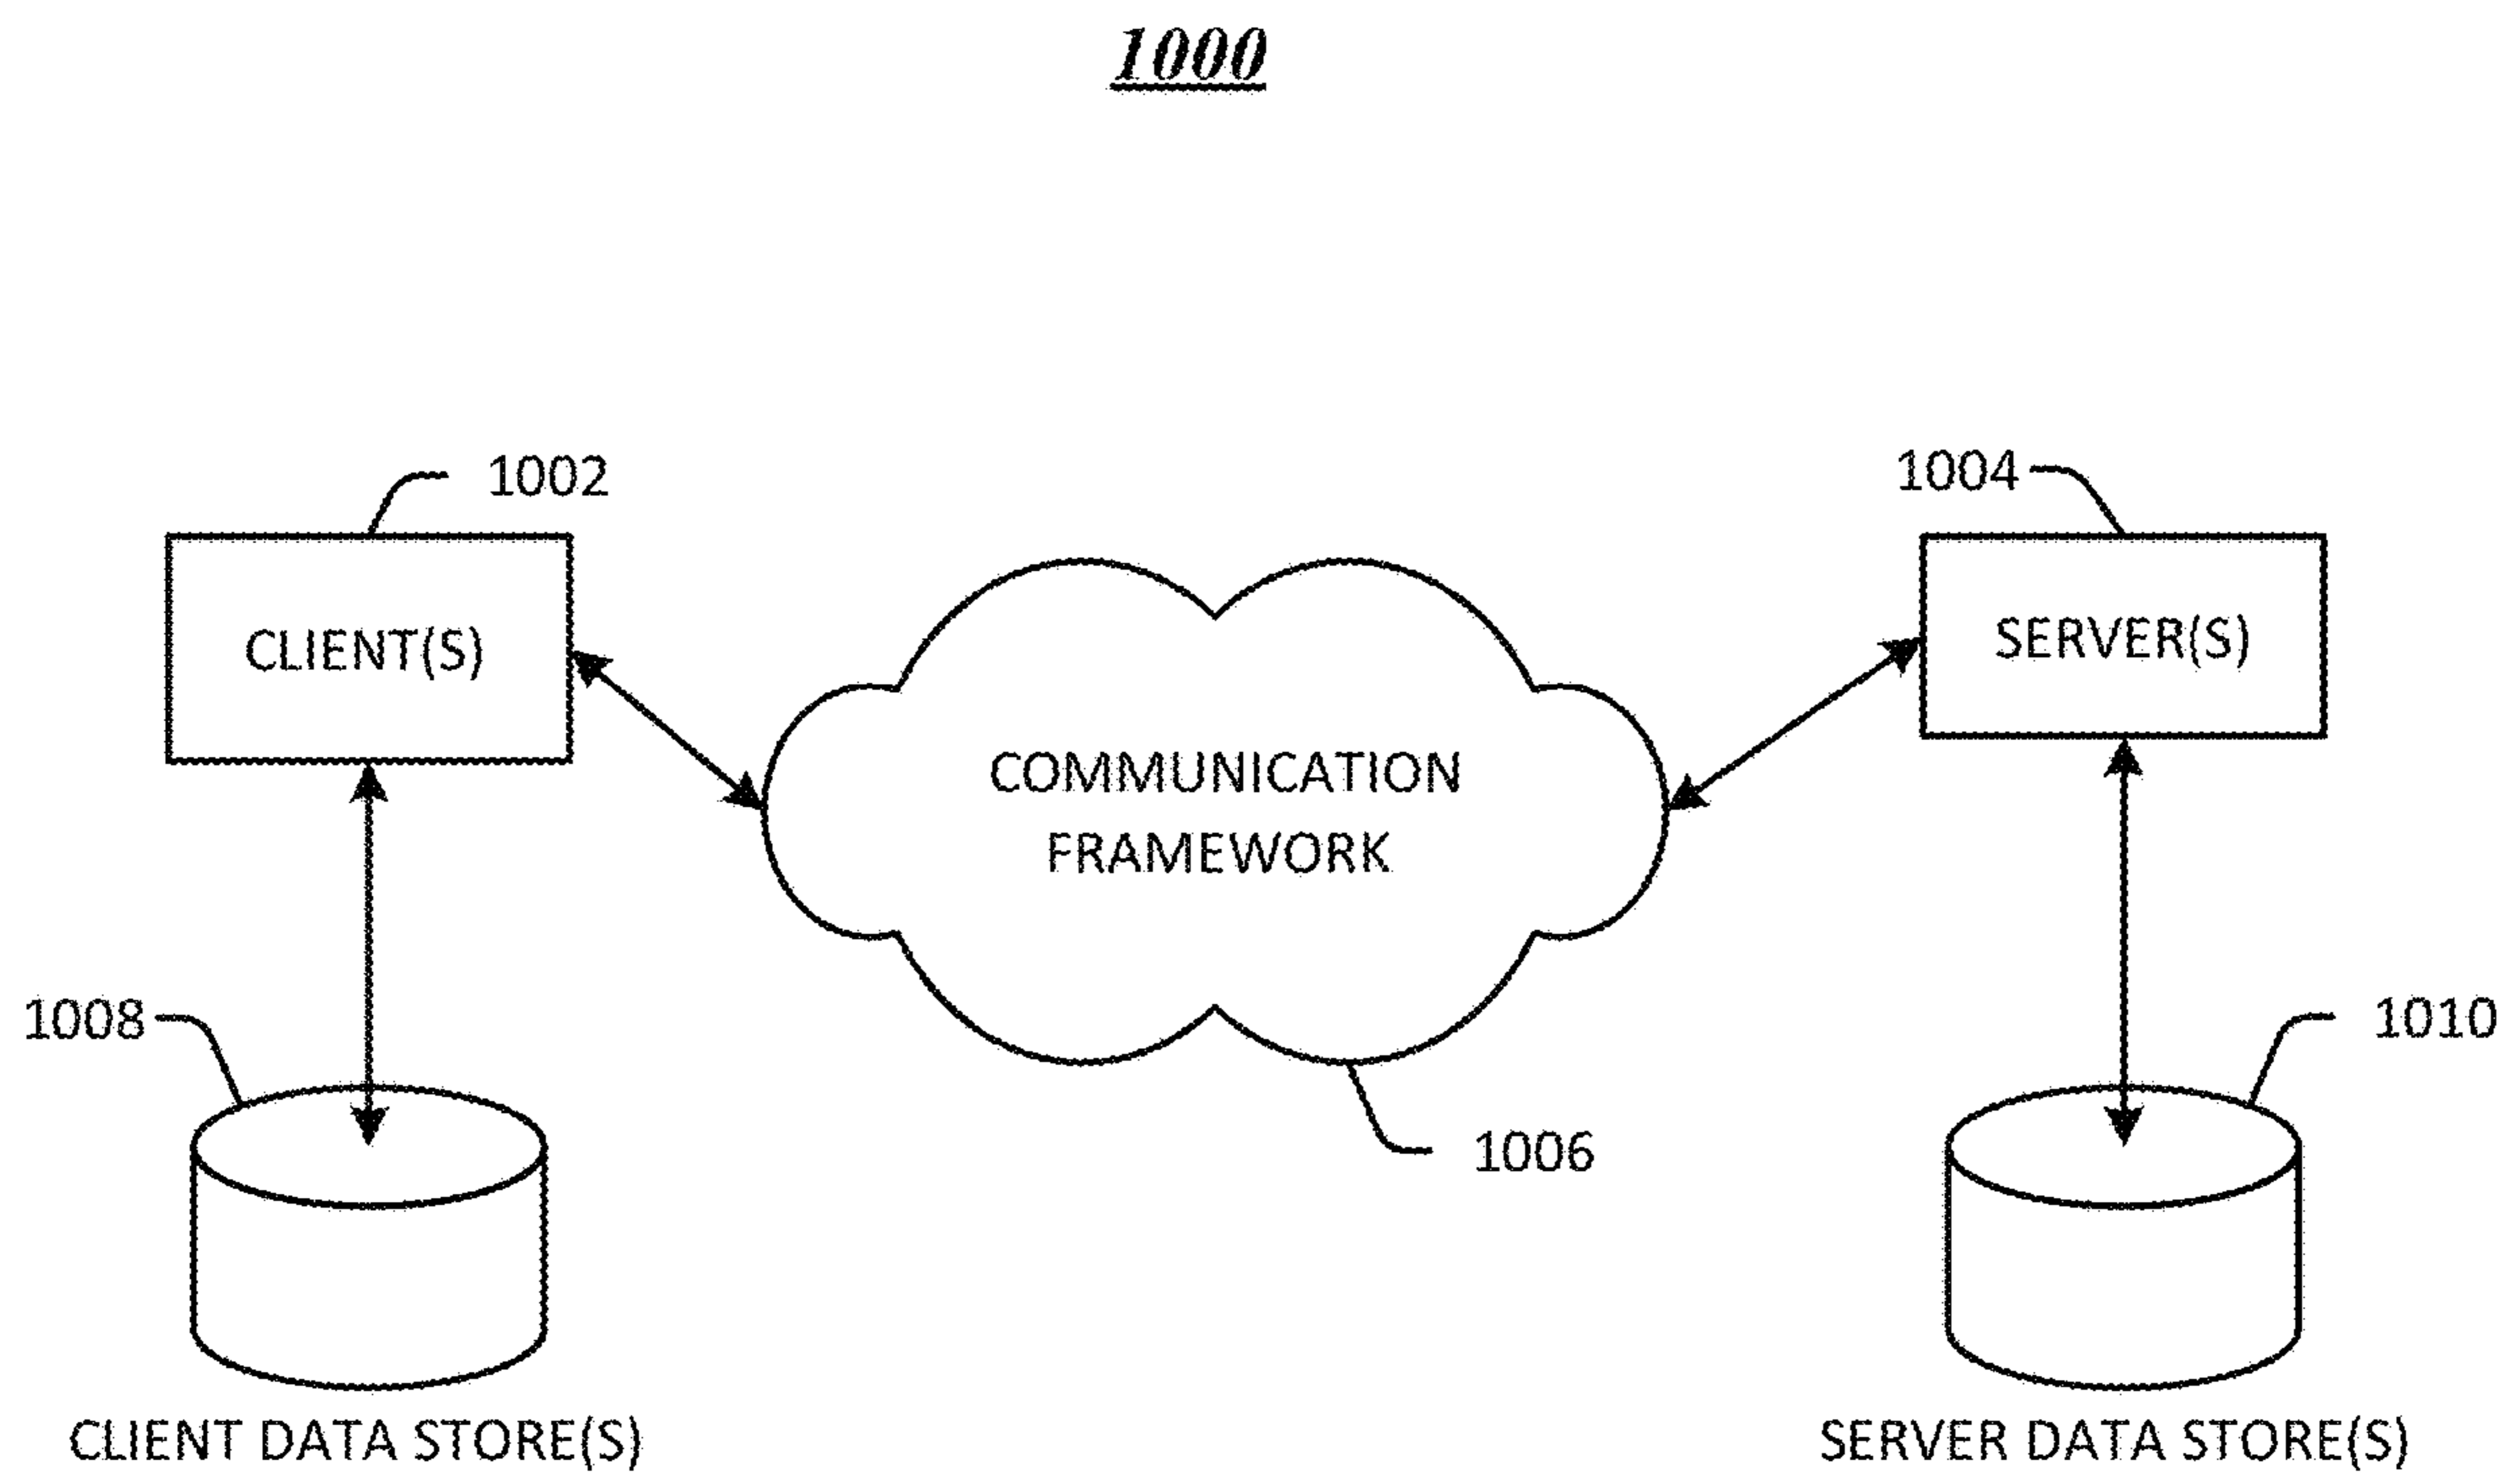 1000
1002
1004
CLIENT(S)
SERVER(S)
COMMUNICATION
FRAMEWORK
1008
1010
1006
CLIENT DATA STORE(S)
SERVER DATA STORE(S)